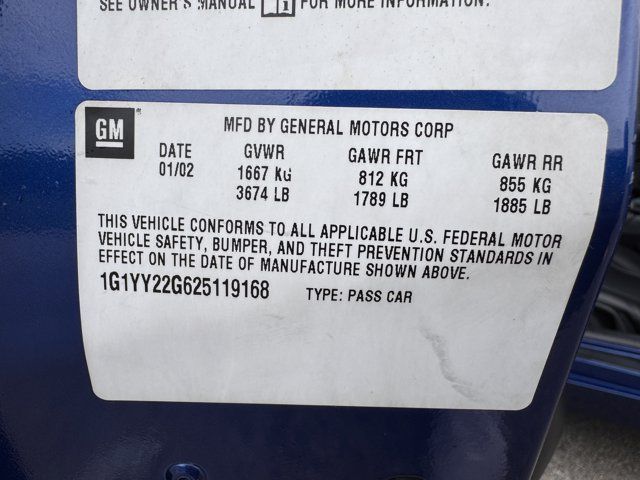 SEE OWNER'S MANUAL i FOR MORE INFORMATION.
GM
MFD BY GENERAL MOTORS CORP
DATE GVWR GAWR FRT GAWR RR
01/02 1667 KG 812 KG 855 KG
3674 LB 1789 LB 1885 LB
THIS VEHICLE CONFORMS TO ALL APPLICABLE U.S. FEDERAL MOTOR
VEHICLE SAFETY, BUMPER, AND THEFT PREVENTION STANDARDS IN
EFFECT ON THE DATE OF MANUFACTURE SHOWN ABOVE.
1G1YY22G625119168 TYPE: PASS CAR